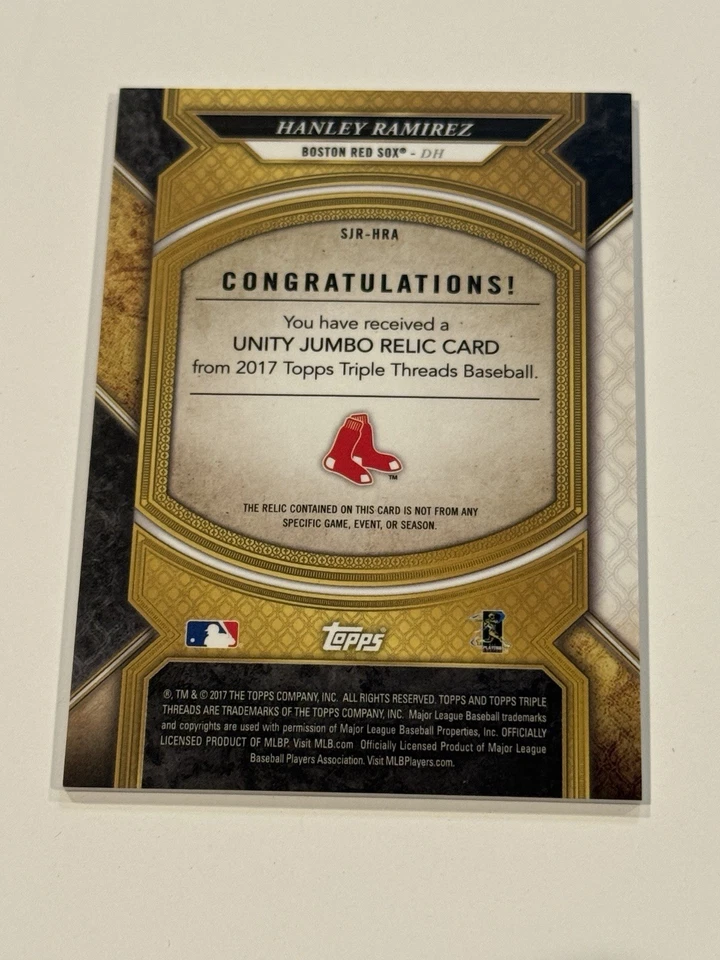 HANLEY RAMIREZ
BOSTON RED SOX® - DH
SJR-HRA
CONGRATULATIONS!
You have received a
UNITY JUMBO RELIC CARD
from 2017 Topps Triple Threads Baseball.
TM
THE RELIC CONTAINED ON THIS CARD IS NOT FROM ANY
SPECIFIC GAME, EVENT, OR SEASON.
topps
PLAYERS
®, TM & © 2017 THE TOPPS COMPANY, INC. ALL RIGHTS RESERVED. TOPPS AND TOPPS TRIPLE
THREADS ARE TRADEMARKS OF THE TOPPS COMPANY, INC. Major League Baseball trademarks
and copyrights are used with permission of Major League Baseball Properties, Inc. OFFICIALLY
LICENSED PRODUCT OF MLBP. Visit MLB.com Officially Licensed Product of Major League
Baseball Players Association. Visit MLBPlayers.com.